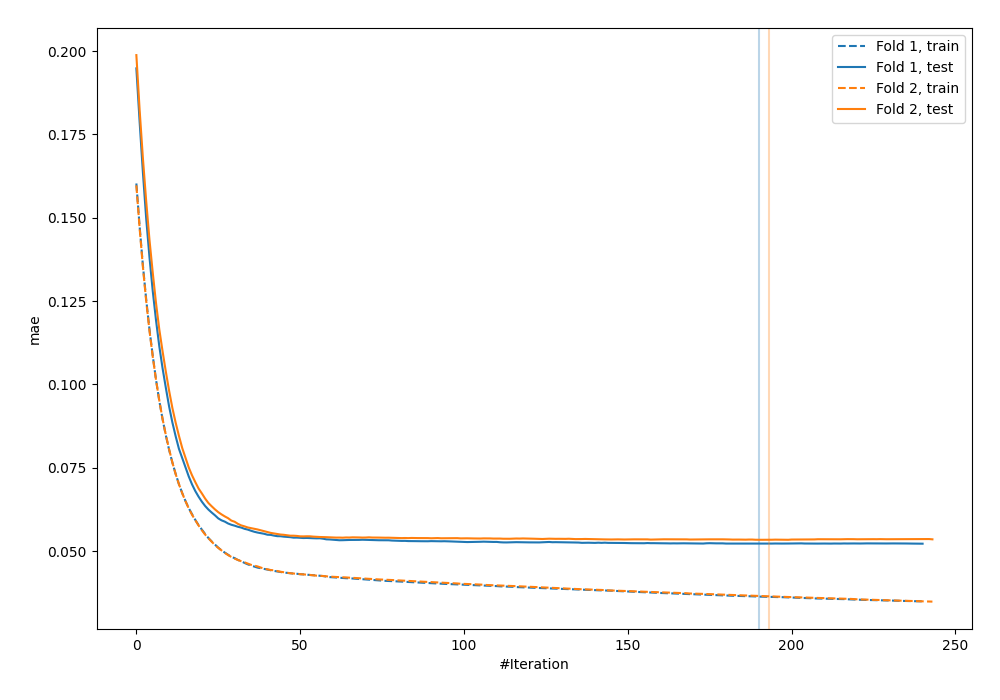 0.200
0.175
0.150
0.125
0.100
0.075
0.050
mae
0
50
100
150
200
250
#Iteration
Fold 1, train
Fold 1, test
Fold 2, train
Fold 2, test